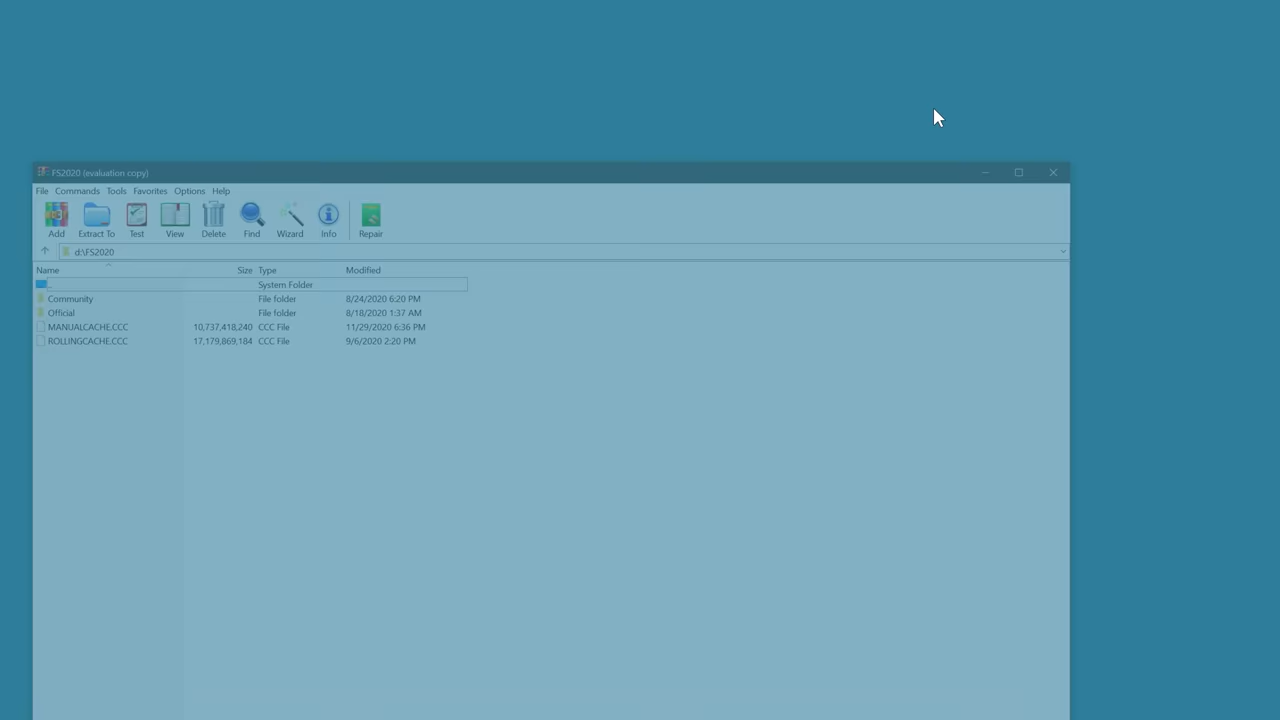 FS2020 (evaluation copy)
File Commands Tools Favorites Options Help
Add Extract To Test View Delete Find Wizard Info Repair
d:\FS2020
Name Size Type Modified
.. System Folder
Community File folder 8/24/2020 6:20 PM
Official File folder 8/18/2020 1:37 AM
MANUALCACHE.CCC 10,737,418,240 CCC File 11/29/2020 6:36 PM
ROLLINGCACHE.CCC 17,179,869,184 CCC File 9/6/2020 2:20 PM